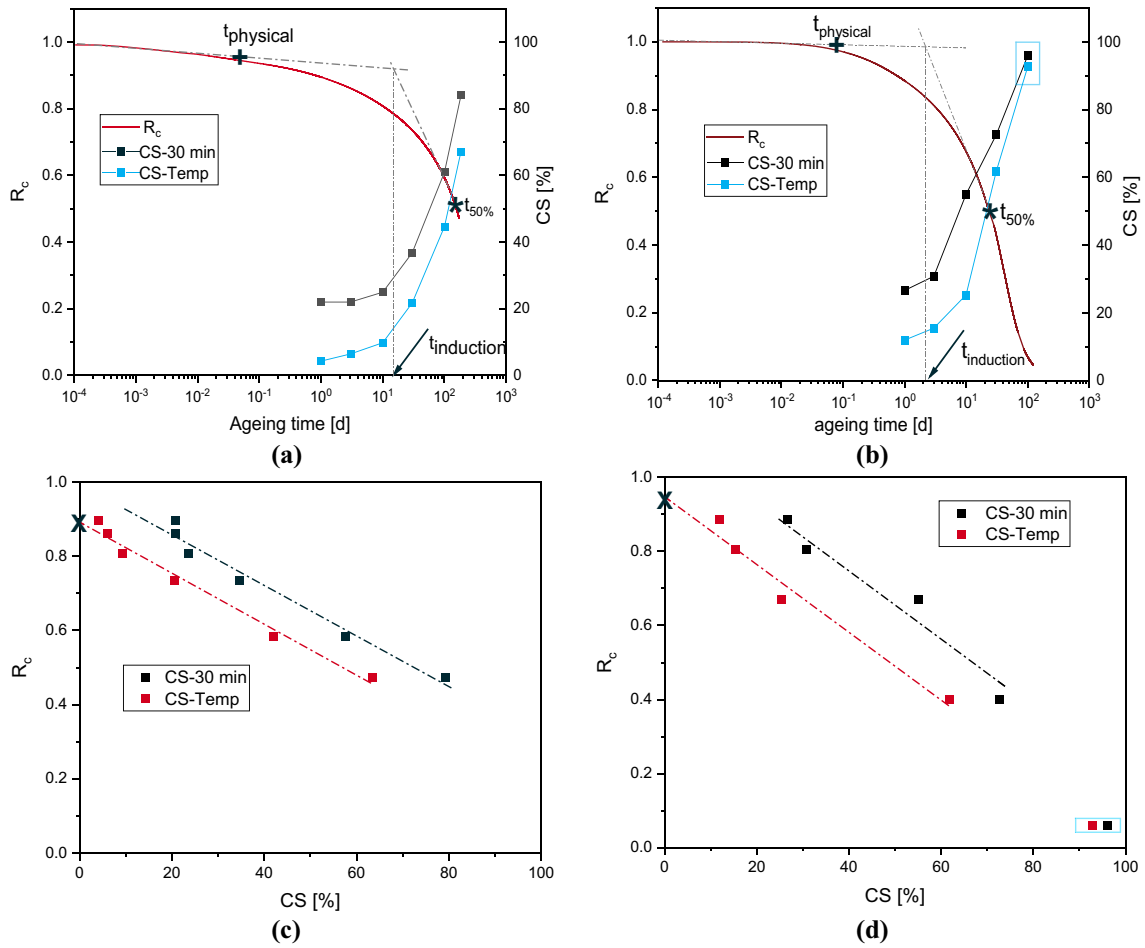 t_physical
1.0
0.8
0.6
0.4
0.2
0.0
R_c
100
80
60
40
20
0
CS [%]
R_c
CS-30 min
CS-Temp
t_50%
t_induction
10^-4
10^-3
10^-2
10^-1
10^0
10^1
10^2
10^3
Ageing time [d]
(a)
t_physical
1.0
0.8
0.6
0.4
0.2
0.0
R_c
100
80
60
40
20
0
CS [%]
R_c
CS-30 min
CS-Temp
t_50%
t_induction
10^-4
10^-3
10^-2
10^-1
10^0
10^1
10^2
10^3
ageing time [d]
(b)
1.0
0.8
0.6
0.4
0.2
0.0
R_c
CS-30 min
CS-Temp
0
20
40
60
80
100
CS [%]
(c)
1.0
0.8
0.6
0.4
0.2
0.0
R_c
CS-30 min
CS-Temp
0
20
40
60
80
100
CS [%]
(d)